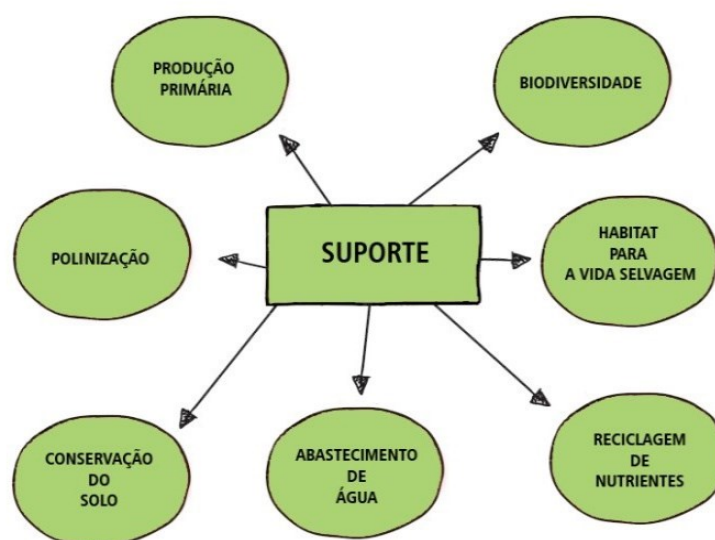 PRODUÇÃO
PRIMÁRIA
BIODIVERSIDADE
POLINIZAÇÃO
SUPORTE
HABITAT
PARA
A VIDA SELVAGEM
CONSERVAÇÃO
DO
SOLO
ABASTECIMENTO
DE
ÁGUA
RECICLAGEM
DE
NUTRIENTES